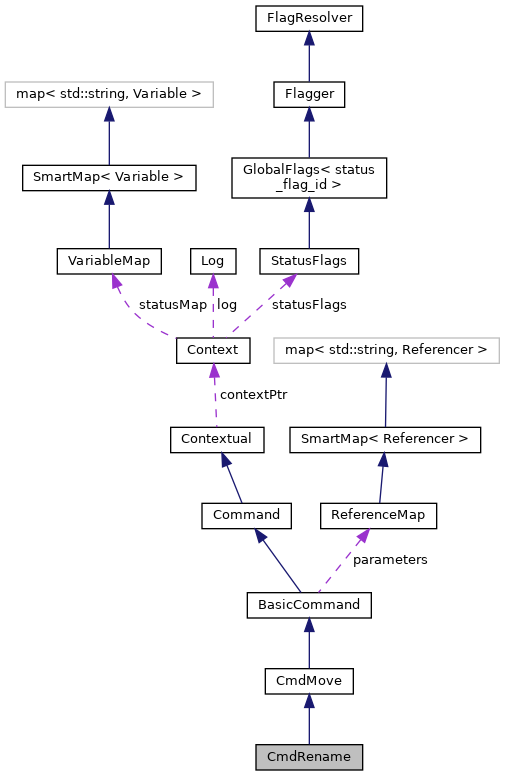 FlagResolver
Flagger
map< std::string, Variable >
SmartMap< Variable >
GlobalFlags< status
_flag_id >
VariableMap
Log
StatusFlags
statusMap
log
statusFlags
Context
map< std::string, Referencer >
contextPtr
Contextual
SmartMap< Referencer >
Command
ReferenceMap
parameters
BasicCommand
CmdMove
CmdRename